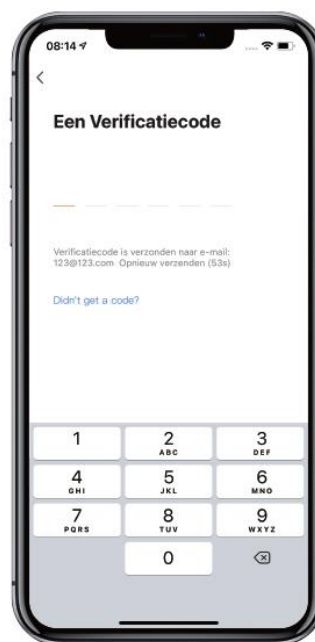 08:14
Een Verificatiecode
Verificatiecode is verzonden naar e-mail:
123@123.com Opnieuw verzenden (53s)
Didn't get a code?
1 2 3
ABC DEF
4 5 6
GHI JKL MNO
7 8 9
PQRS TUV WXYZ
0